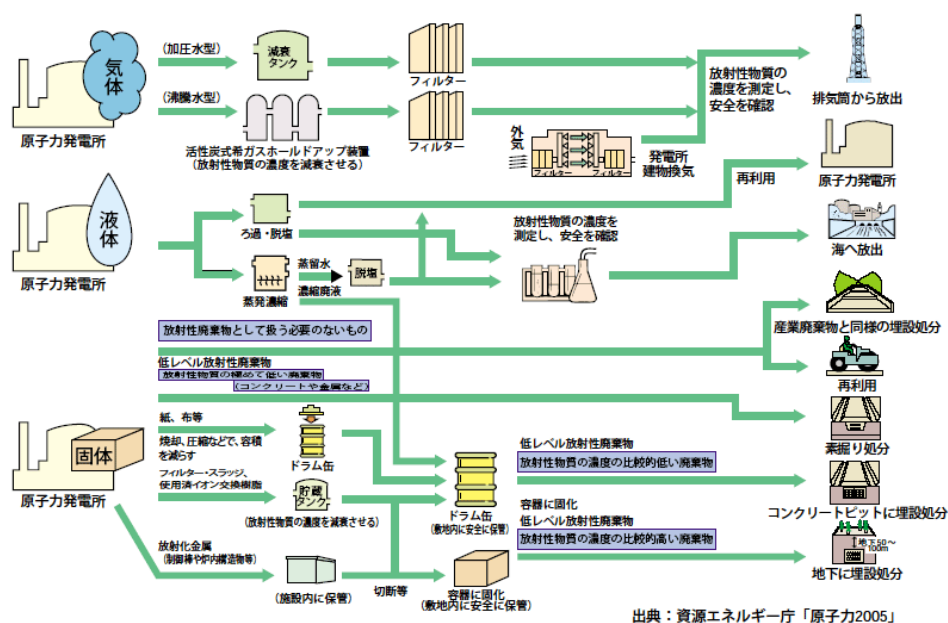 気体
原子力発電所
(加圧水型)
減衰
タンク
フィルター
(沸騰水型)
活性炭式希ガスホールドアップ装置
(放射性物質の濃度を減衰させる)
フィルター
外気
フィルター
フィルター
発電所
建物換気
放射性物質の
濃度を測定し、
安全を確認
排気筒から放出
液体
原子力発電所
ろ過・脱塩
再利用
原子力発電所
蒸発濃縮
蒸留水
濃縮廃液
脱塩
放射性物質の濃度を
測定し、安全を確認
海へ放出
放射性廃棄物として扱う必要のないもの
産業廃棄物と同様の埋設処分
再利用
低レベル放射性廃棄物
放射性物質の極めて低い廃棄物
(コンクリートや金属など)
素掘り処分
固体
原子力発電所
紙、布等
焼却、圧縮などで、容積
を減らす
ドラム缶
フィルター・スラッジ、
使用済イオン交換樹脂
貯蔵
タンク
(放射性物質の濃度を減衰させる)
ドラム缶
(敷地内に安全に保管)
低レベル放射性廃棄物
放射性物質の濃度の比較的低い廃棄物
コンクリートピットに埋設処分
放射化金属
(制御棒や炉内構造物等)
(施設内に保管)
切断等
容器に固化
(敷地内に安全に保管)
容器に固化
低レベル放射性廃棄物
放射性物質の濃度の比較的高い廃棄物
地下50~
100m
地下に埋設処分
出典:資源エネルギー庁「原子力2005」